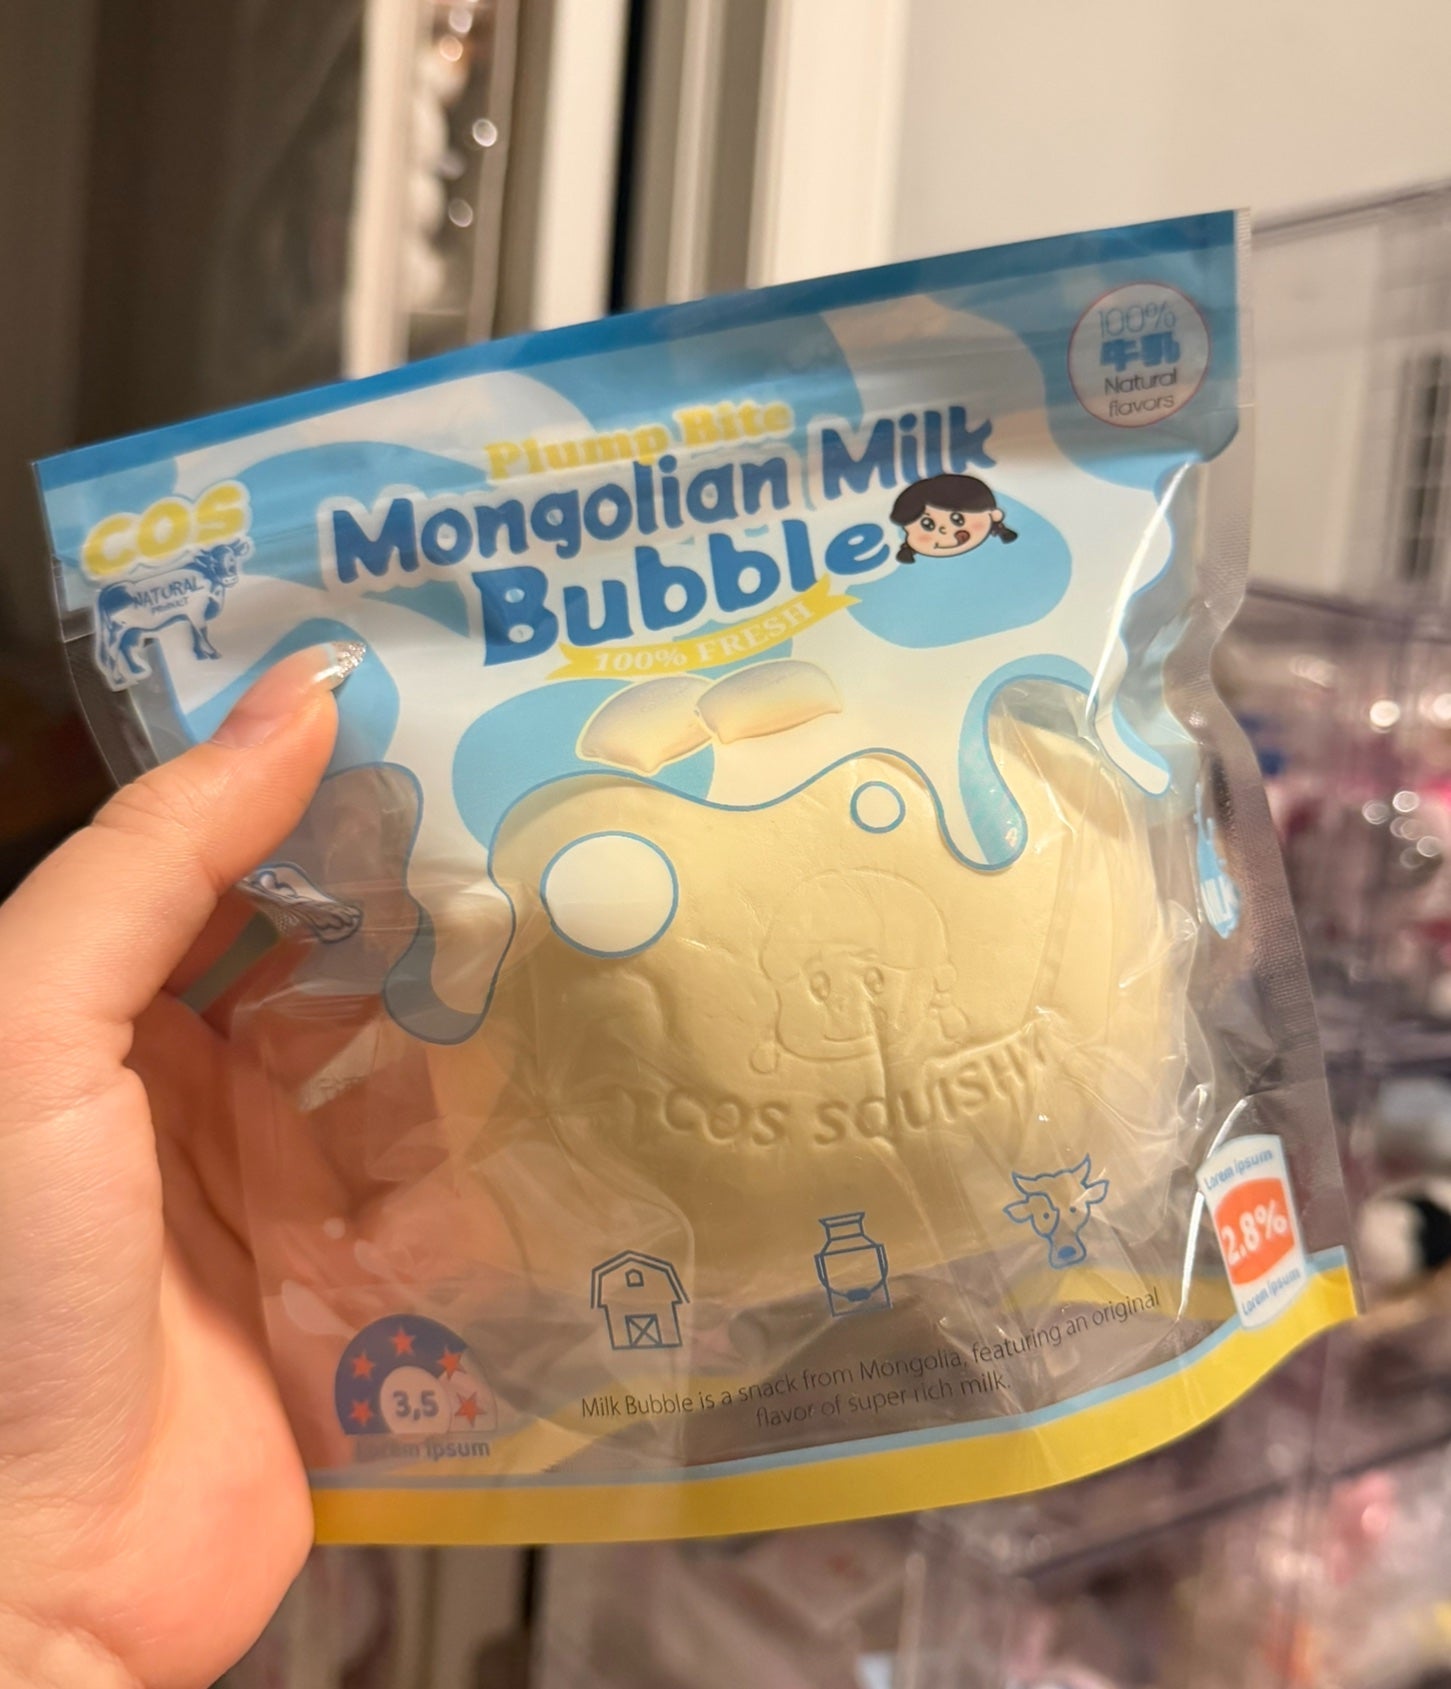 100%
牛乳
Natural
flavors
Plump Bite
Mongolian Milk
Bubble
100% FRESH
cos
NATURAL
PRODUCT
COS SQUISHY
Lorem ipsum
2.8%
Lorem ipsum
3,5
Lorem ipsum
Milk Bubble is a snack from Mongolia, featuring an original
flavor of super rich milk.